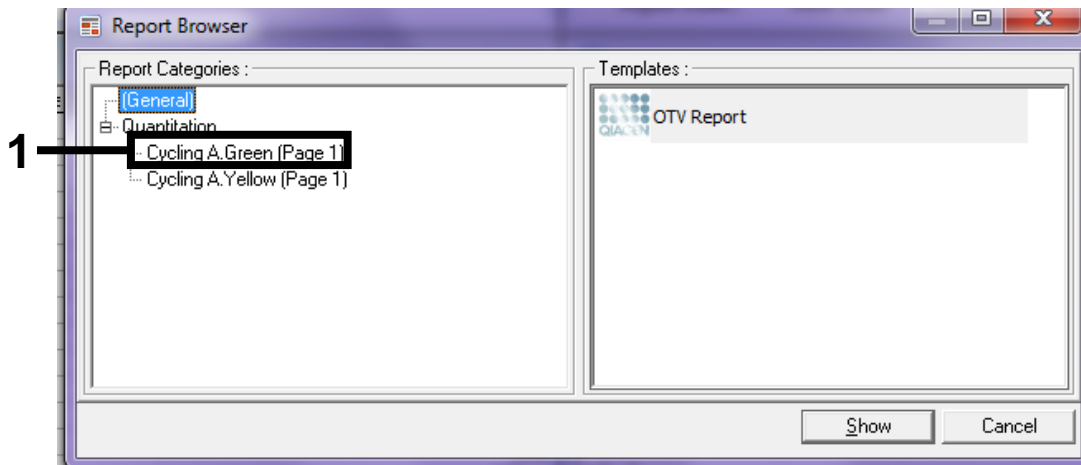 Report Browser
Report Categories :
(General)
Quantitation
1
Cycling A.Green (Page 1)
Cycling A.Yellow (Page 1)
Templates :
QIAGEN
OTV Report
Show
Cancel